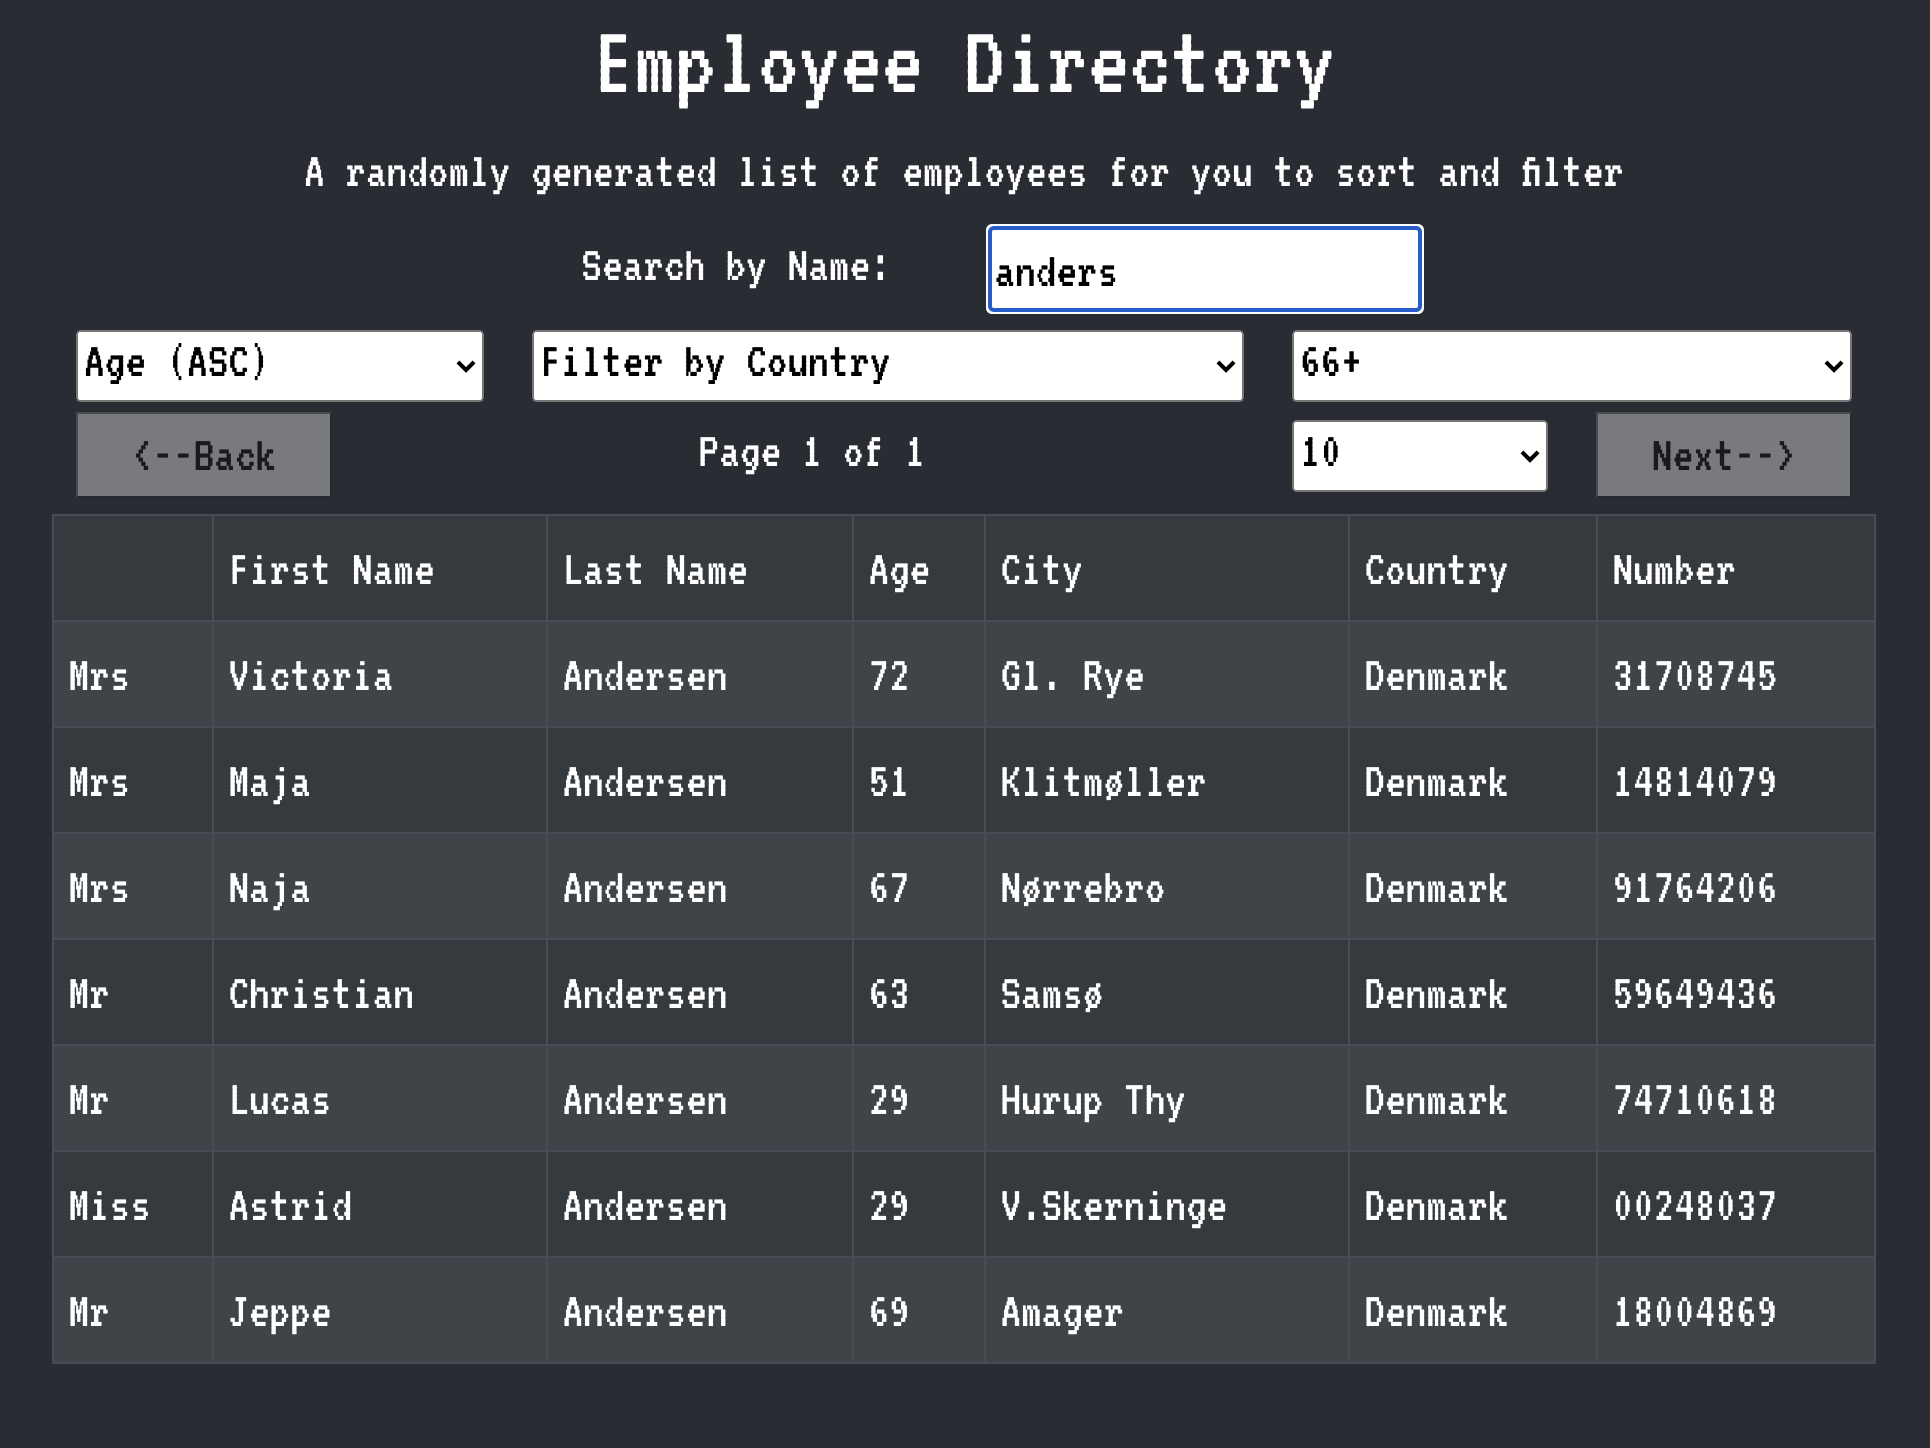 Employee Directory
A randomly generated list of employees for you to sort and filter
Search by Name: anders
Age (ASC) Filter by Country 66+
<--Back Page 1 of 1 10 Next-->
First Name Last Name Age City Country Number
Mrs Victoria Andersen 72 Gl. Rye Denmark 31708745
Mrs Maja Andersen 51 Klitmøller Denmark 14814079
Mrs Naja Andersen 67 Nørrebro Denmark 91764206
Mr Christian Andersen 63 Samsø Denmark 59649436
Mr Lucas Andersen 29 Hurup Thy Denmark 74710618
Miss Astrid Andersen 29 V.Skerninge Denmark 00248037
Mr Jeppe Andersen 69 Amager Denmark 18004869